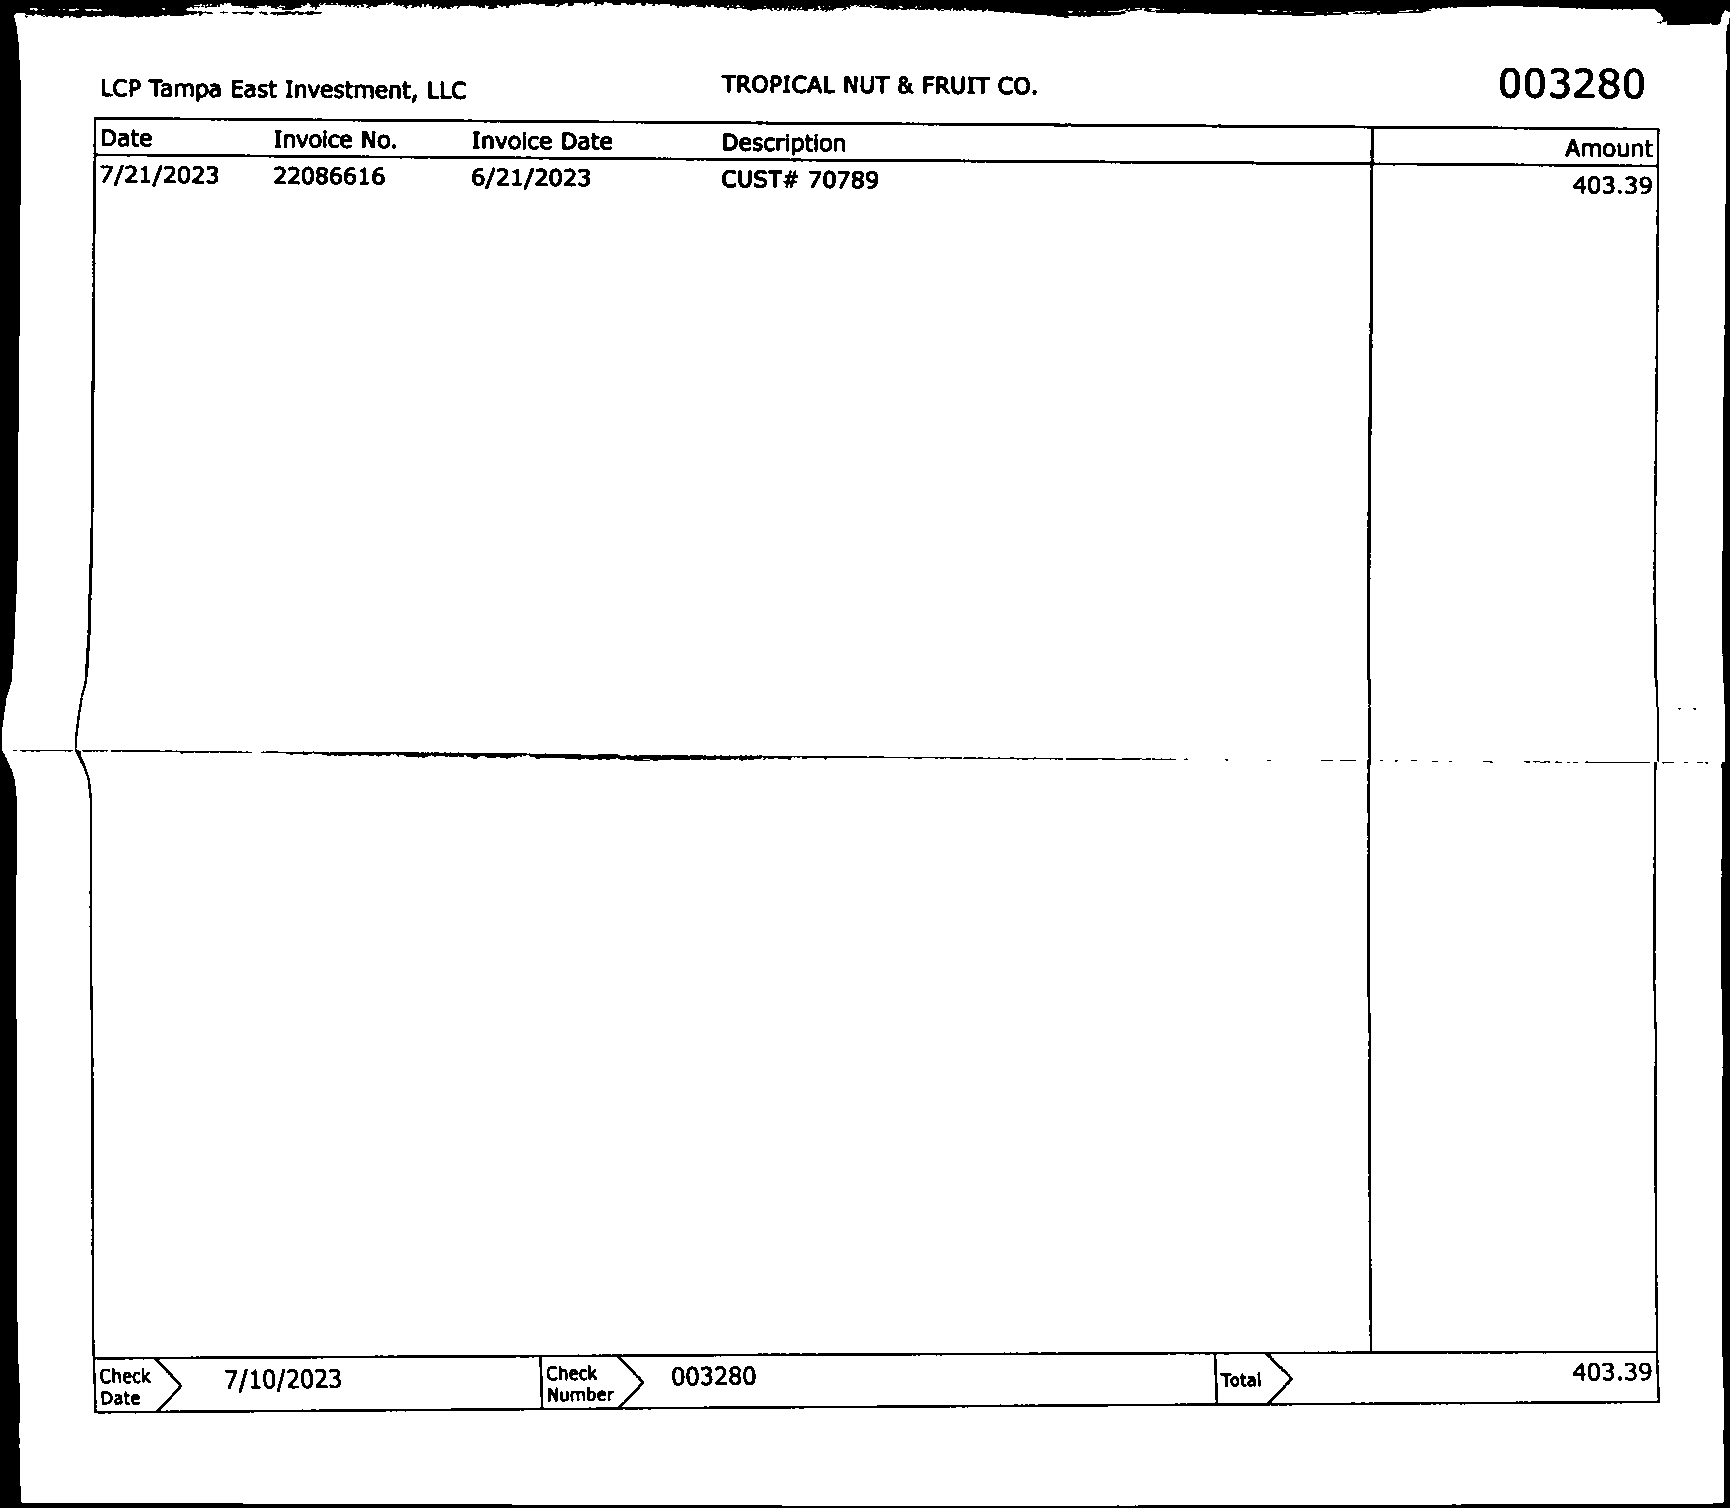 LCP Tampa East Investment, LLC TROPICAL NUT & FRUIT CO. 003280
Date Invoice No. Invoice Date Description Amount
7/21/2023 22086616 6/21/2023 CUST# 70789 403.39
Check Date 7/10/2023 Check Number 003280 Total 403.39